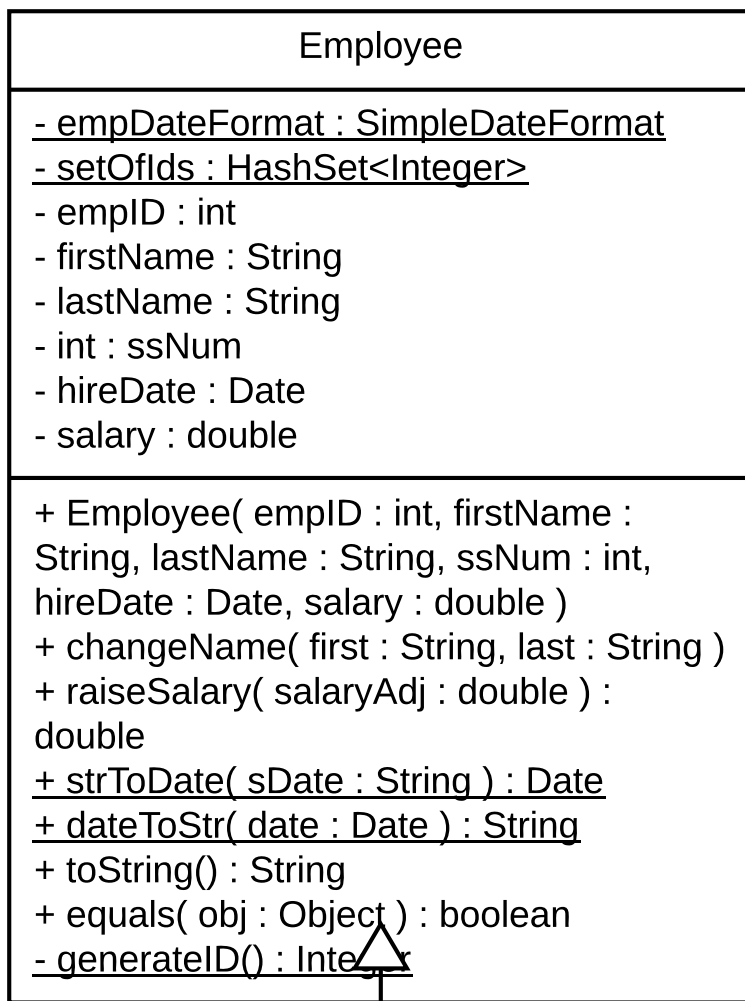 Employee
- empDateFormat : SimpleDateFormat
- setOfIds : HashSet<Integer>
- empID : int
- firstName : String
- lastName : String
- int : ssNum
- hireDate : Date
- salary : double
+ Employee( empID : int, firstName :
String, lastName : String, ssNum : int,
hireDate : Date, salary : double )
+ changeName( first : String, last : String )
+ raiseSalary( salaryAdj : double ) :
double
+ strToDate( sDate : String ) : Date
+ dateToStr( date : Date ) : String
+ toString() : String
+ equals( obj : Object ) : boolean
- generateID() : Integer